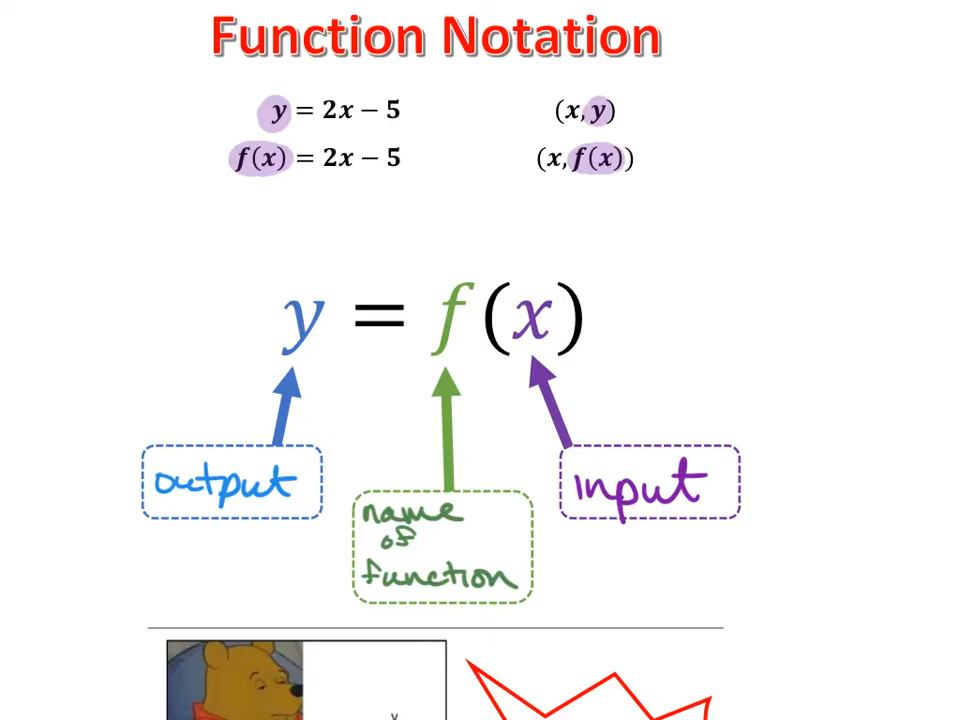 Function Notation
y = 2x − 5 (x, y)
f(x) = 2x − 5 (x, f(x))
y = f(x)
output
input
name
of
function
y